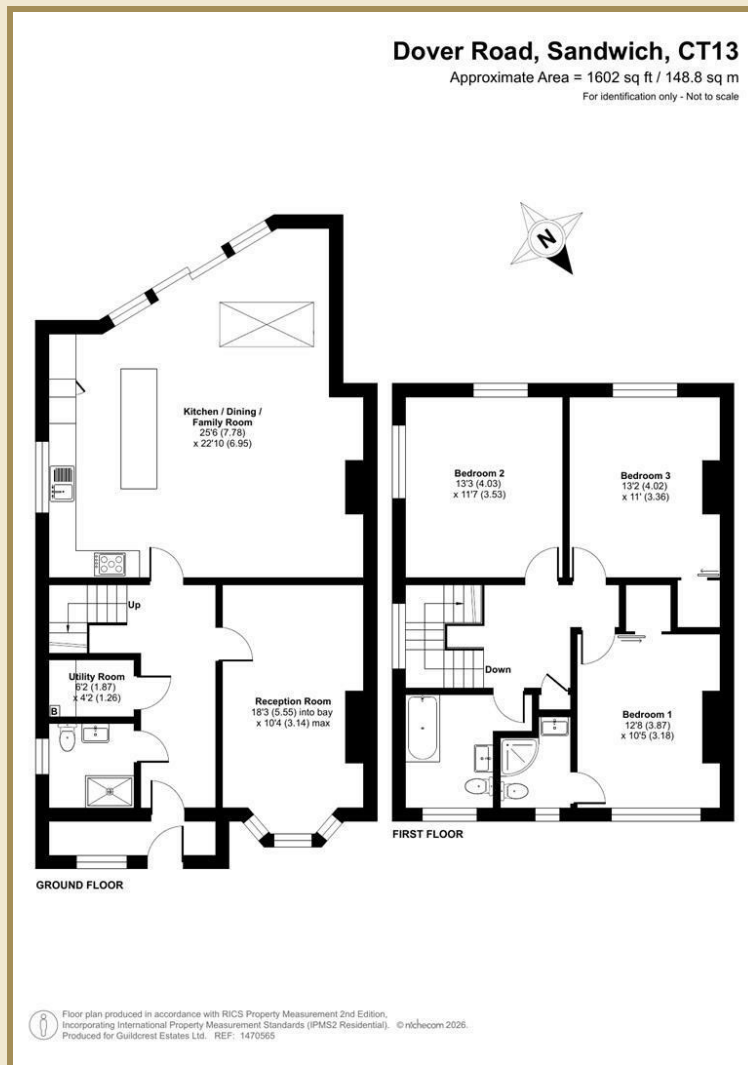 Dover Road, Sandwich, CT13
Approximate Area = 1602 sq ft / 148.8 sq m
For identification only - Not to scale
N
Kitchen / Dining /
Family Room
25'6 (7.78)
x 22'10 (6.95)
Up
Utility Room
6'2 (1.87)
x 4'2 (1.26)
B
Reception Room
18'3 (5.55) into bay
x 10'4 (3.14) max
GROUND FLOOR
Bedroom 2
13'3 (4.03)
x 11'7 (3.53)
Bedroom 3
13'2 (4.02)
x 11' (3.36)
Down
Bedroom 1
12'8 (3.87)
x 10'5 (3.18)
FIRST FLOOR
Floor plan produced in accordance with RICS Property Measurement 2nd Edition,
Incorporating International Property Measurement Standards (IPMS2 Residential). © nichecom 2026.
Produced for Guildcrest Estates Ltd. REF: 1470565